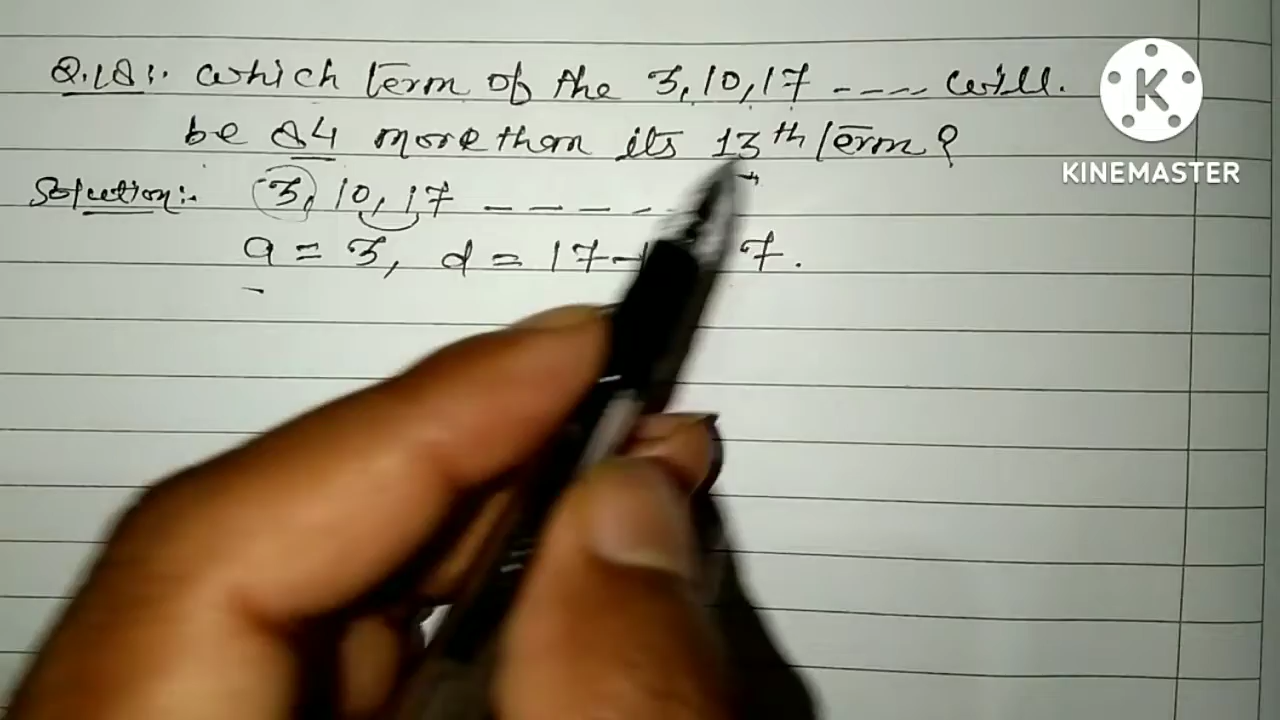 Q.18:. which term of the 3,10,17 ---- will.
be 84 more than its 13th term?
Solution:- 3, 10, 17 -----
a = 3, d = 17- 7.
K
KINEMASTER